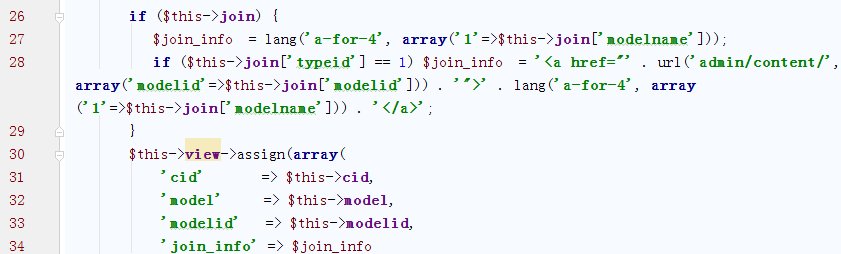 26 if ($this->join) {
27 $join_info = lang('a-for-4', array('1'=>$this->join['modelname']));
28 if ($this->join['typeid'] == 1) $join_info = '<a href="' . url('admin/content/',
array('modelid'=>$this->join['modelid'])) . '">' . lang('a-for-4', array
('1'=>$this->join['modelname'])) . '</a>';
29 }
30 $this->view->assign(array(
31 'cid' => $this->cid,
32 'model' => $this->model,
33 'modelid' => $this->modelid,
34 'join_info' => $join_info